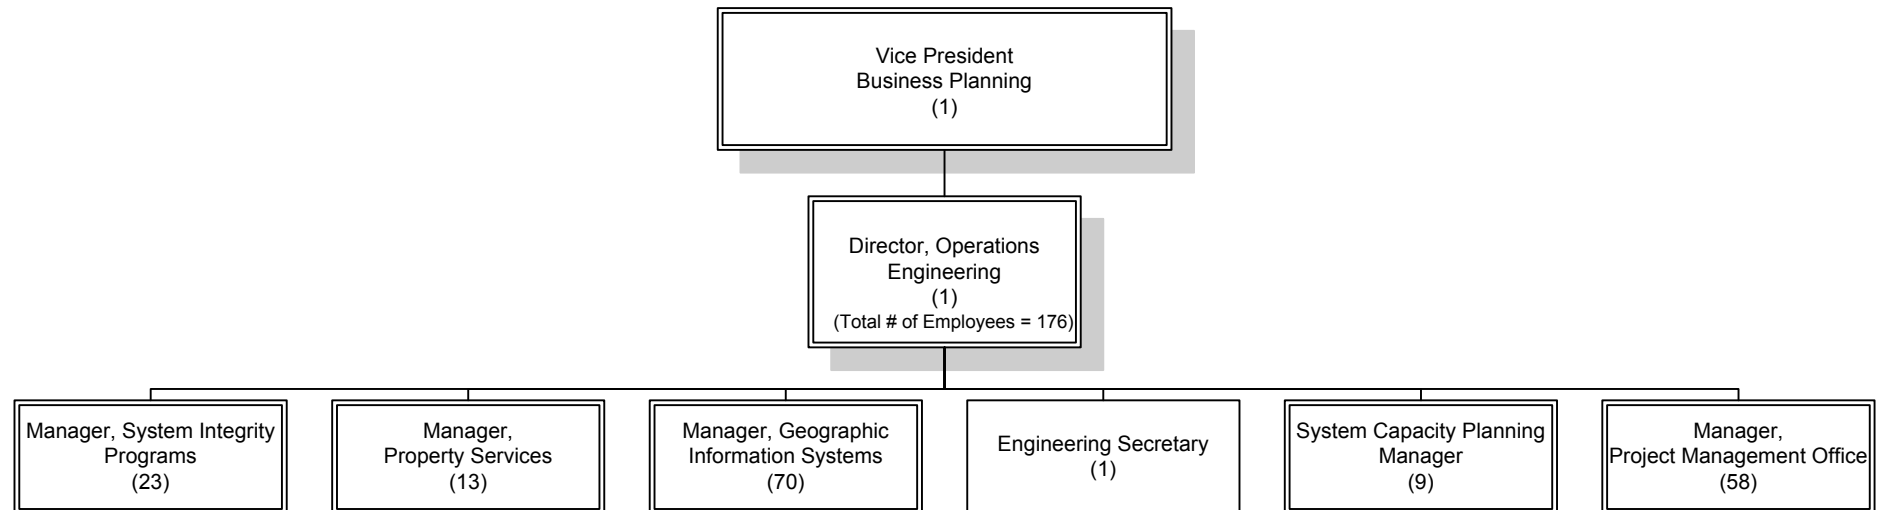 Vice President
Business Planning
(1)
Director, Operations
Engineering
(1)
(Total # of Employees = 176)
Manager, System Integrity
Programs
(23)
Manager,
Property Services
(13)
Manager, Geographic
Information Systems
(70)
Engineering Secretary
(1)
System Capacity Planning
Manager
(9)
Manager,
Project Management Office
(58)